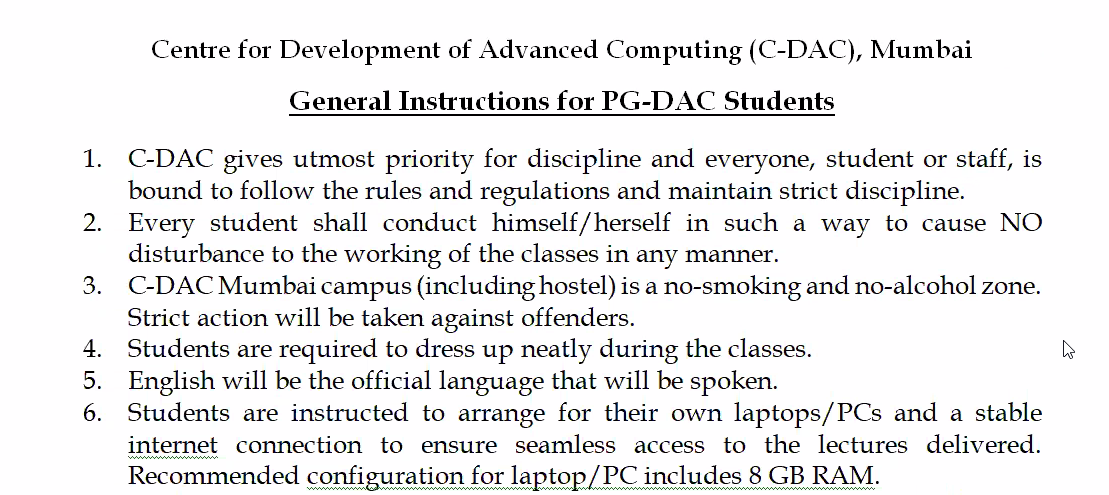 Centre for Development of Advanced Computing (C-DAC), Mumbai
General Instructions for PG-DAC Students
1. C-DAC gives utmost priority for discipline and everyone, student or staff, is
bound to follow the rules and regulations and maintain strict discipline.
2. Every student shall conduct himself/herself in such a way to cause NO
disturbance to the working of the classes in any manner.
3. C-DAC Mumbai campus (including hostel) is a no-smoking and no-alcohol zone.
Strict action will be taken against offenders.
4. Students are required to dress up neatly during the classes.
5. English will be the official language that will be spoken.
6. Students are instructed to arrange for their own laptops/PCs and a stable
internet connection to ensure seamless access to the lectures delivered.
Recommended configuration for laptop/PC includes 8 GB RAM.